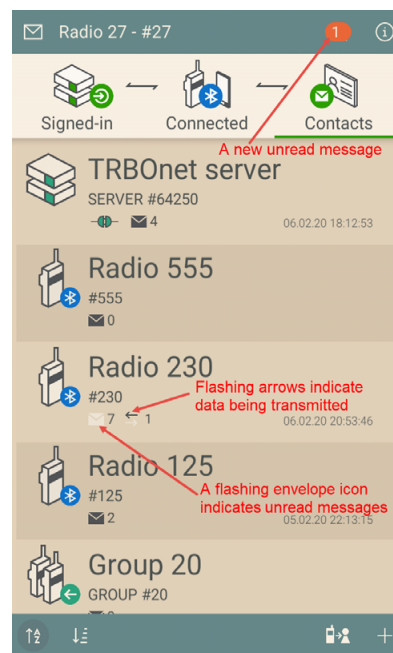 Radio 27 - #27
1
Signed-in
Connected
Contacts
A new unread message
TRBOnet server
SERVER #64250
4
06.02.20 18:12:53
Radio 555
#555
0
Radio 230
#230
Flashing arrows indicate
data being transmitted
7
1
06.02.20 20:53:46
Radio 125
#125
A flashing envelope icon
indicates unread messages
2
05.02.20 22:13:15
Group 20
GROUP #20